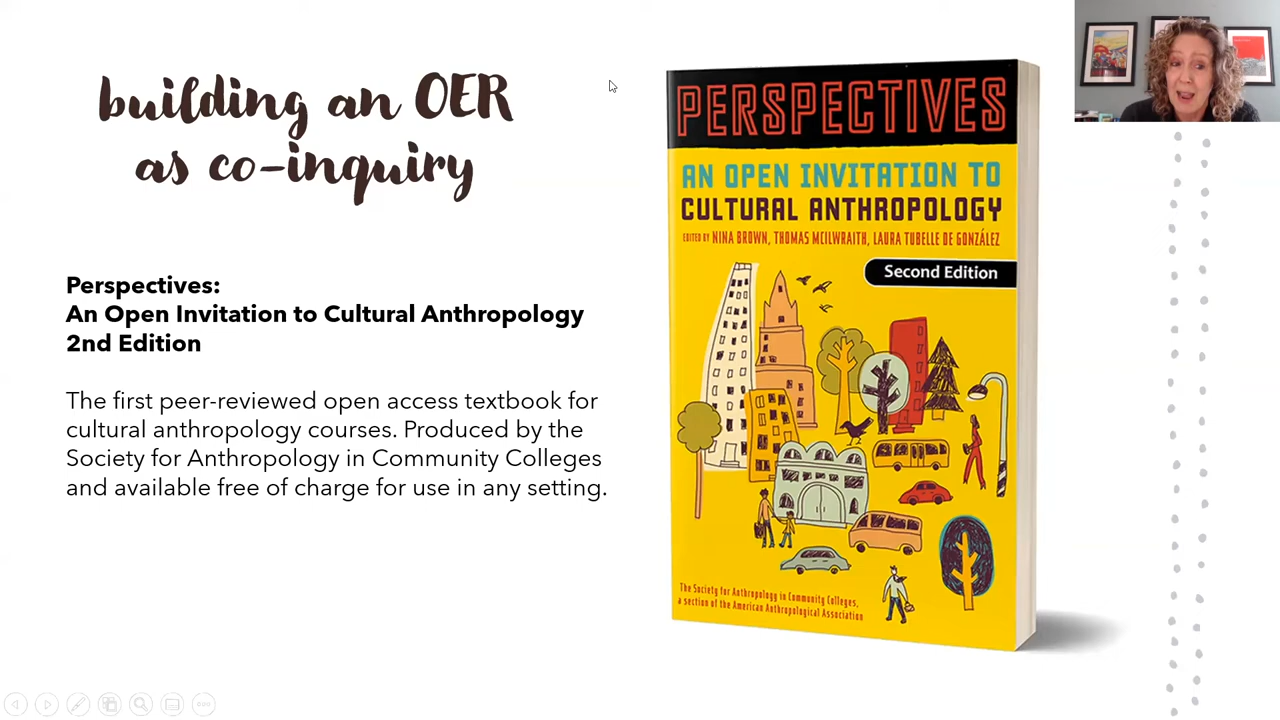 building an OER
as co-inquiry
Perspectives:
An Open Invitation to Cultural Anthropology
2nd Edition
The first peer-reviewed open access textbook for
cultural anthropology courses. Produced by the
Society for Anthropology in Community Colleges
and available free of charge for use in any setting.
PERSPECTIVES
AN OPEN INVITATION TO
CULTURAL ANTHROPOLOGY
EDITED BY NINA BROWN, THOMAS MCILWRAITH, LAURA TUBELLE DE GONZÁLEZ
Second Edition
The Society for Anthropology in Community Colleges,
a section of the American Anthropological Association